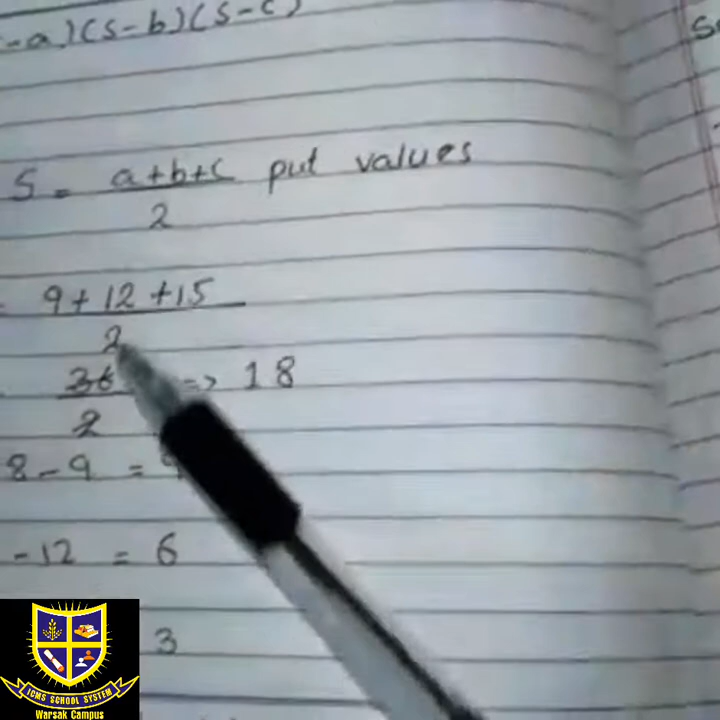 -a)(s-b)(s-c)
S = a+b+c put values
2
9+12+15
2
36 => 18
2
8-9 = 9
-12 = 6
3
ICMS SCHOOL SYSTEM
Warsak Campus